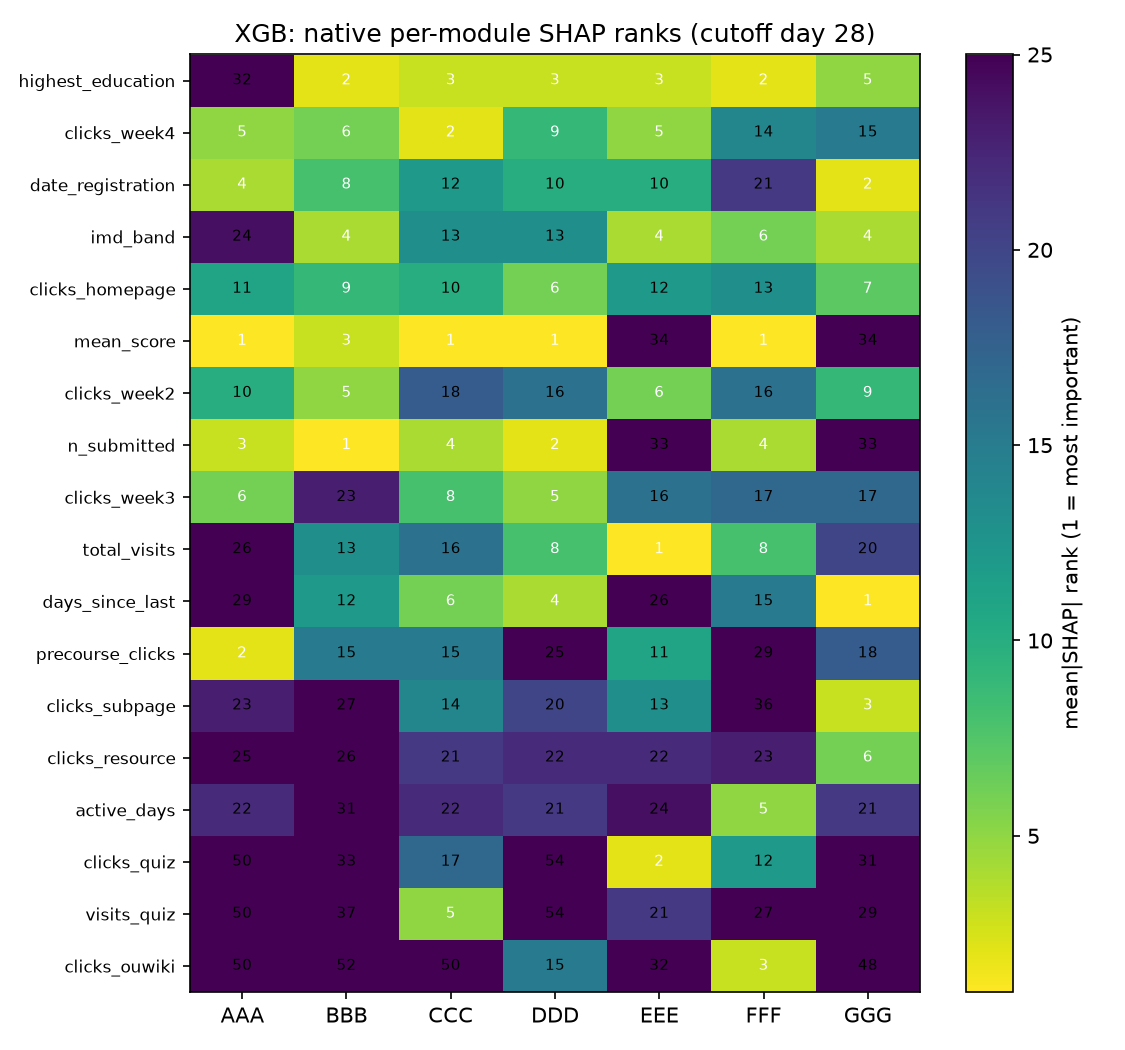 XGB: native per-module SHAP ranks (cutoff day 28)
highest_education 32 2 3 3 3 2 5
clicks_week4 5 6 2 9 5 14 15
date_registration 4 8 12 10 10 21 2
imd_band 24 4 13 13 4 6 4
clicks_homepage 11 9 10 6 12 13 7
mean_score 1 3 1 1 34 1 34
clicks_week2 10 5 18 16 6 16 9
n_submitted 3 1 4 2 33 4 33
clicks_week3 6 23 8 5 16 17 17
total_visits 26 13 16 8 1 8 20
days_since_last 29 12 6 4 26 15 1
precourse_clicks 2 15 15 25 11 29 18
clicks_subpage 23 27 14 20 13 36 3
clicks_resource 25 26 21 22 22 23 6
active_days 22 31 22 21 24 5 21
clicks_quiz 50 33 17 54 2 12 31
visits_quiz 50 37 5 54 21 27 29
clicks_ouwiki 50 52 50 15 32 3 48
AAA BBB CCC DDD EEE FFF GGG
25
20
15
10
5
mean|SHAP| rank (1 = most important)